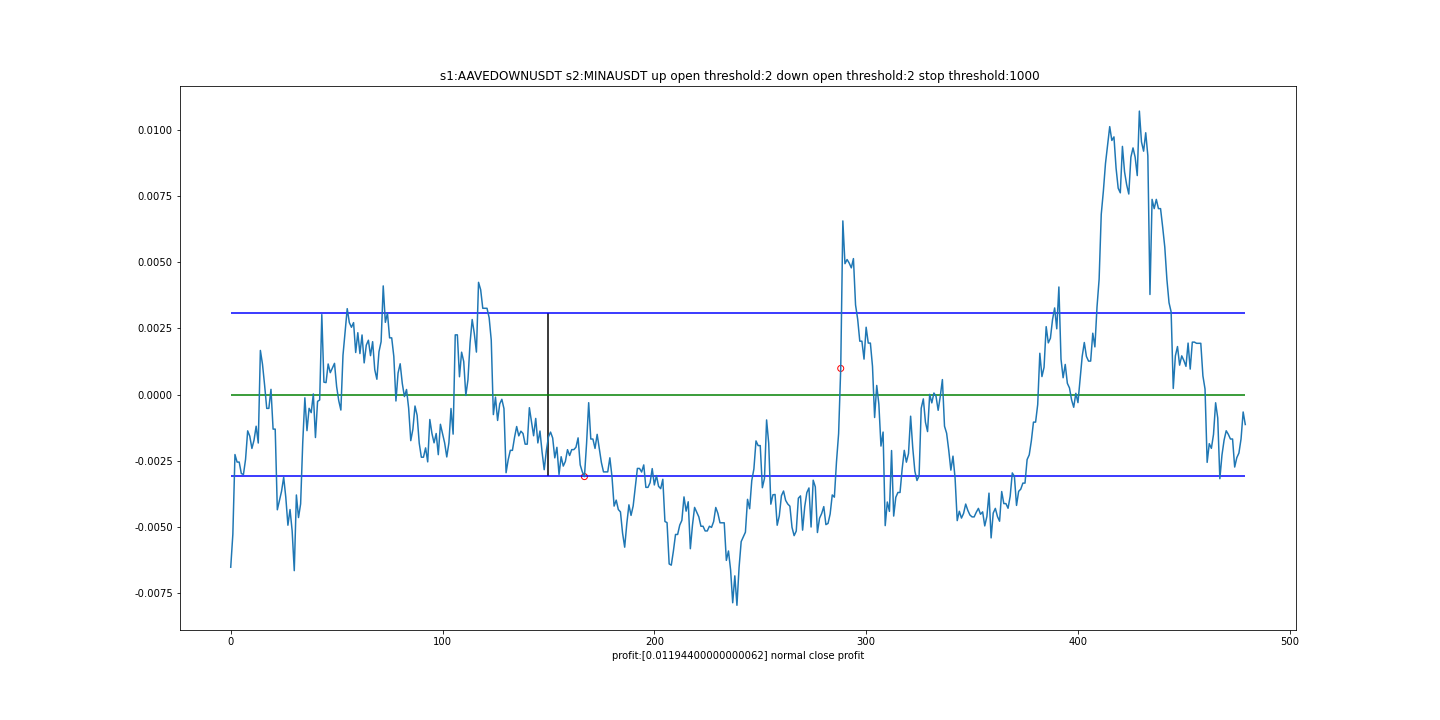 s1:AAVEDOWNUSDT s2:MINAUSDT up open threshold:2 down open threshold:2 stop threshold:1000
0.0100
0.0075
0.0050
0.0025
0.0000
-0.0025
-0.0050
-0.0075
0 100 200 300 400 500
profit:[0.01194400000000062] normal close profit